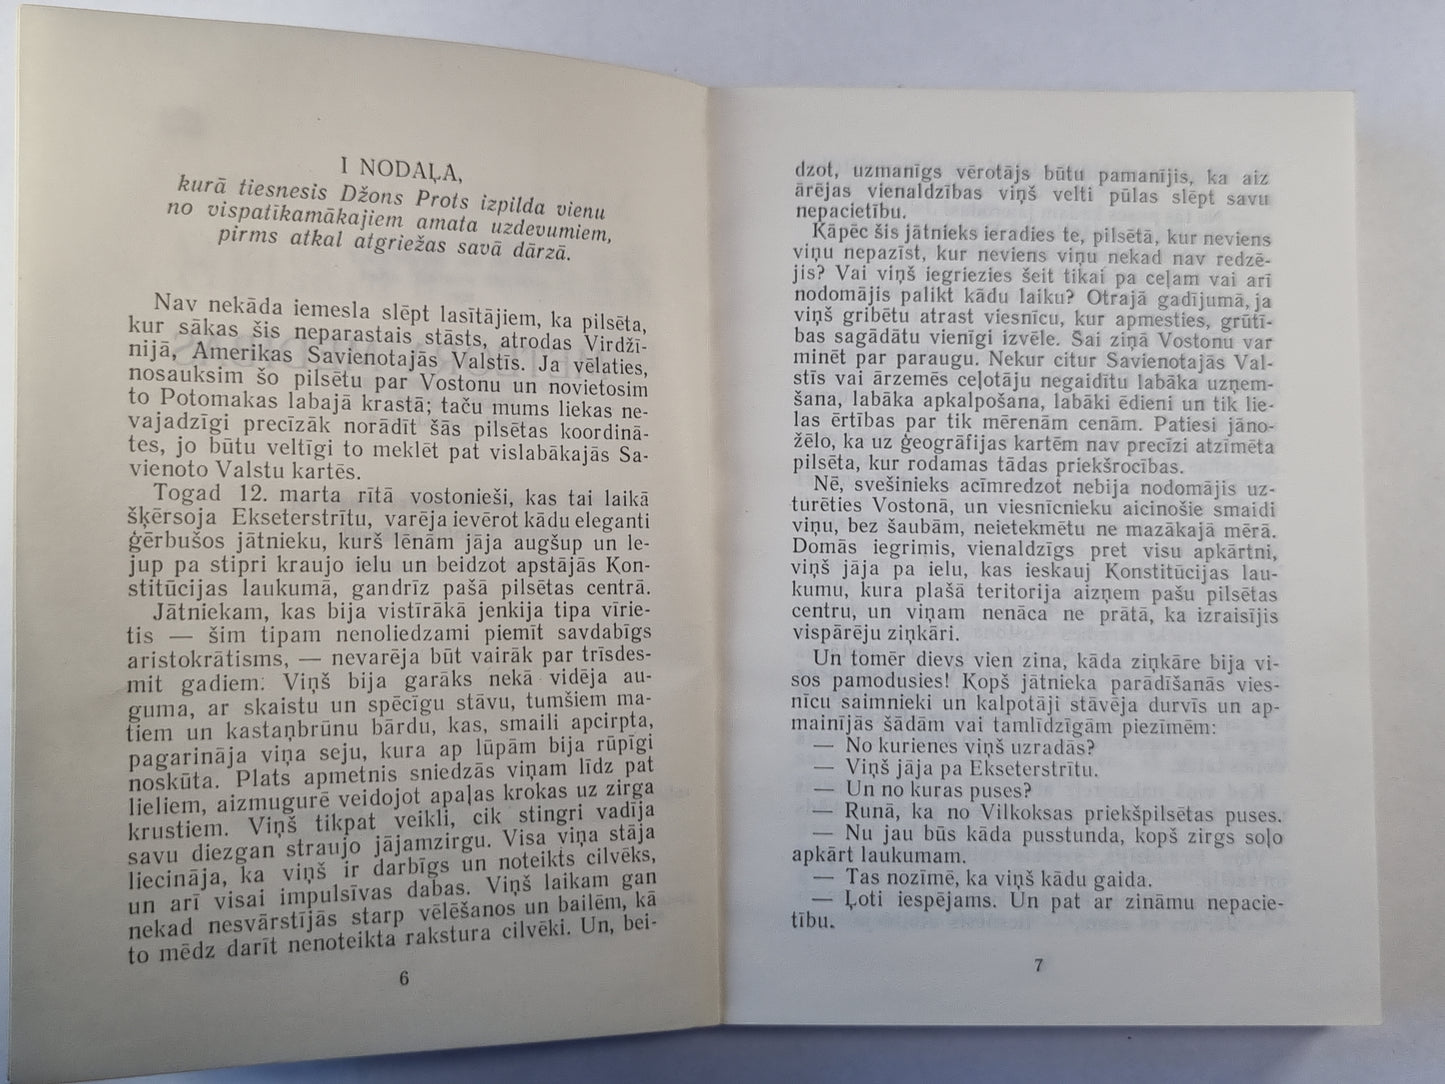 I NODAĻA,
kurā tiesnesis Džons Prots izpilda vienu
no vispatīkamākajiem amata uzdevumiem,
pirms atkal atgriežas savā dārzā.
Nav nekāda iemesla slēpt lasītājiem, ka pilsēta,
kur sākas šis neparastais stāsts, atrodas Virdžī-
nijā, Amerikas Savienotajās Valstīs. Ja vēlaties,
nosauksim šo pilsētu par Vostonu un novietosim
to Potomakas labajā krastā; taču mums liekas ne-
vajadzīgi precīzāk norādīt šās pilsētas koordinā-
tes, jo būtu veltīgi to meklēt pat vislabākajās Sa-
vienoto Valstu kartēs.
Togad 12. marta rītā vostonieši, kas tai laikā
šķērsoja Ekseterstrītu, varēja ievērot kādu eleganti
ģērbušos jātnieku, kurš lēnām jāja augšup un le-
jup pa stipri kraujo ielu un beidzot apstājās Kon-
stitūcijas laukumā, gandrīz pašā pilsētas centrā.
Jātniekam, kas bija vistīrākā jenkija tipa vīrie-
tis — šim tipam nenoliedzami piemīt savdabīgs
aristokrātisms, — nevarēja būt vairāk par trīsdes-
mit gadiem. Viņš bija garāks nekā vidēja au-
guma, ar skaistu un spēcīgu stāvu, tumšiem ma-
tiem un kastaņbrūnu bārdu, kas, smaili apcirpta,
pagarināja viņa seju, kura ap lūpām bija rūpīgi
noskūta. Plats apmetnis sniedzās viņam līdz pat
lieliem, aizmugurē veidojot apaļas krokas uz zirga
krustiem. Viņš tikpat veikli, cik stingri vadīja
savu diezgan straujo jājamzirgu. Visa viņa stāja
liecināja, ka viņš ir darbīgs un noteikts cilvēks,
un arī visai impulsīvas dabas. Viņš laikam gan
nekad nesvārstījās starp vēlēšanos un bailēm, kā
to mēdz darīt nenoteikta rakstura cilvēki. Un, bei-
6
dzot, uzmanīgs vērotājs būtu pamanījis, ka aiz
ārējas vienaldzības viņš velti pūlas slēpt savu
nepacietību.
Kāpēc šis jātnieks ieradies te, pilsētā, kur neviens
viņu nepazīst, kur neviens viņu nekad nav redzē-
jis? Vai viņš iegriezies šeit tikai pa ceļam vai arī
nodomājis palikt kādu laiku? Otrajā gadījumā, ja
viņš gribētu atrast viesnīcu, kur apmesties, grūtī-
bas sagādātu vienīgi izvēle. Sai ziņā Vostonu var
minēt par paraugu. Nekur citur Savienotajās Val-
stīs vai ārzemēs ceļotāju negaidītu labāka uzņem-
šana, labāka apkalpošana, labāki ēdieni un tik lie-
las ērtības par tik mērenām cenām. Patiesi jāno-
žēlo, ka uz ģeogrāfijas kartēm nav precīzi atzīmēta
pilsēta, kur rodamas tādas priekšrocības.
Nē, svešinieks acīmredzot nebija nodomājis uz-
turēties Vostonā, un viesnīcnieku aicinošie smaidi
viņu, bez šaubām, neietekmētu ne mazākajā mērā.
Domās iegrimis, vienaldzīgs pret visu apkārtni,
viņš jāja pa ielu, kas ieskauj Konstitūcijas lau-
kumu, kura plašā teritorija aizņem pašu pilsētas
centru, un viņam nenāca ne prātā, ka izraisījis
vispārēju ziņkāri.
Un tomēr dievs vien zina, kāda ziņkāre bija vi-
sos pamodusies! Kopš jātnieka parādīšanās vies-
nīcu saimnieki un kalpotāji stāvēja durvīs un ap-
mainījās šādām vai tamlīdzīgām piezīmēm:
— No kurienes viņš uzradās?
— Viņš jāja pa Ekseterstrītu.
— Un no kuras puses?
— Runā, ka no Vilkoksas priekšpilsētas puses.
— Nu jau būs kāda pusstunda, kopš zirgs soļo
apkārt laukumam.
— Tas nozīmē, ka viņš kādu gaida.
— Ļoti iespējams. Un pat ar zināmu nepacie-
tību.
7